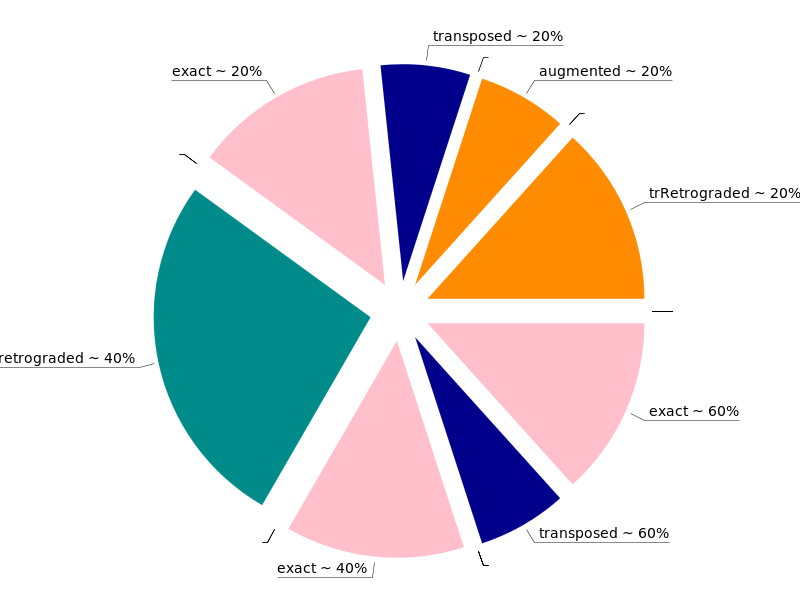 transposed ~ 20%
exact ~ 20%
augmented ~ 20%
trRetrograded ~ 20%
retrograded ~ 40%
exact ~ 60%
transposed ~ 60%
exact ~ 40%